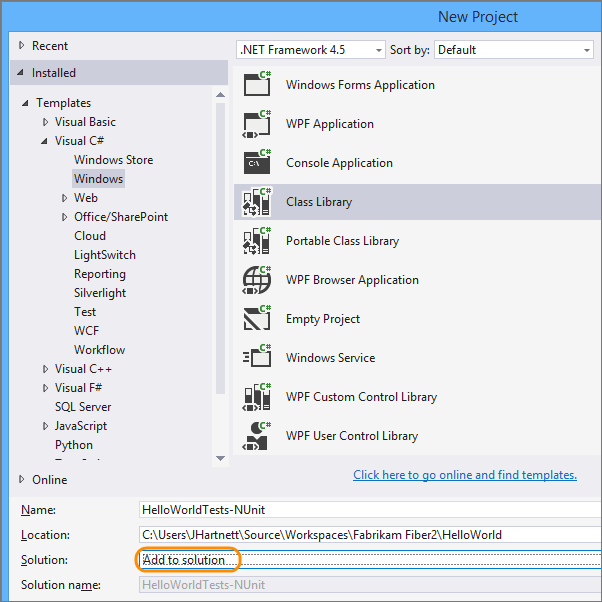 New Project
Recent
Installed
.NET Framework 4.5 Sort by: Default
Templates
Visual Basic
Visual C#
Windows Store
Windows
Web
Office/SharePoint
Cloud
LightSwitch
Reporting
Silverlight
Test
WCF
Workflow
Visual C++
Visual F#
SQL Server
JavaScript
Python
C# Windows Forms Application
C# WPF Application
C# C:\ Console Application
C# Class Library
C# Portable Class Library
C# WPF Browser Application
C# Empty Project
C# Windows Service
C# WPF Custom Control Library
C# WPF User Control Library
Online
Click here to go online and find templates.
Name: HelloWorldTests-NUnit
Location: C:\Users\JHartnett\Source\Workspaces\Fabrikam Fiber2\HelloWorld
Solution: Add to solution
Solution name: HelloWorldTests-NUnit